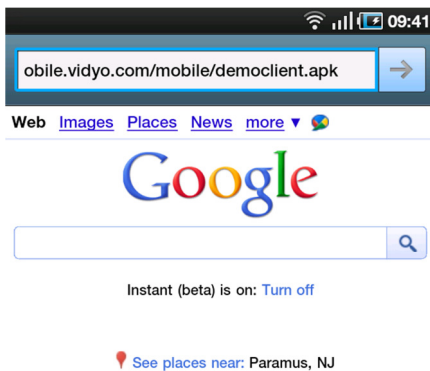 09:41
obile.vidyo.com/mobile/democlient.apk
Web Images Places News more ▼
Google
Instant (beta) is on: Turn off
See places near: Paramus, NJ